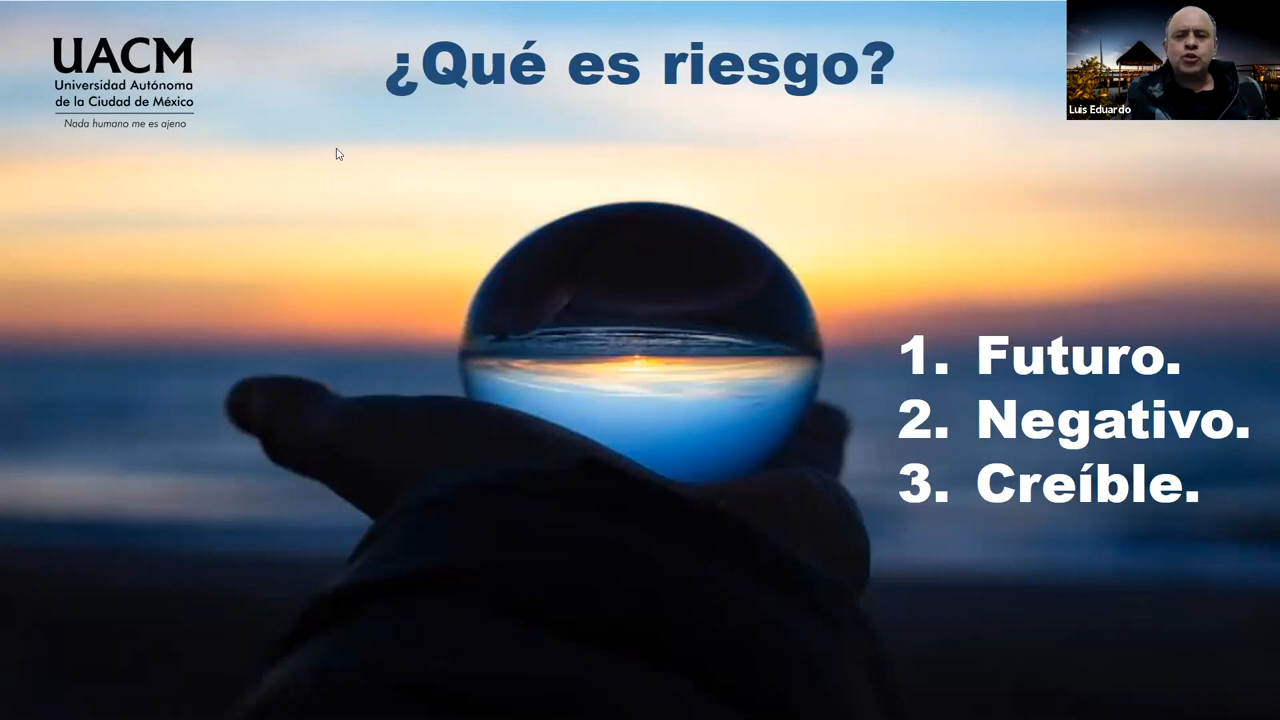 UACM
Universidad Autónoma
de la Ciudad de México
Nada humano me es ajeno
¿Qué es riesgo?
Luis Eduardo
1. Futuro.
2. Negativo.
3. Creíble.